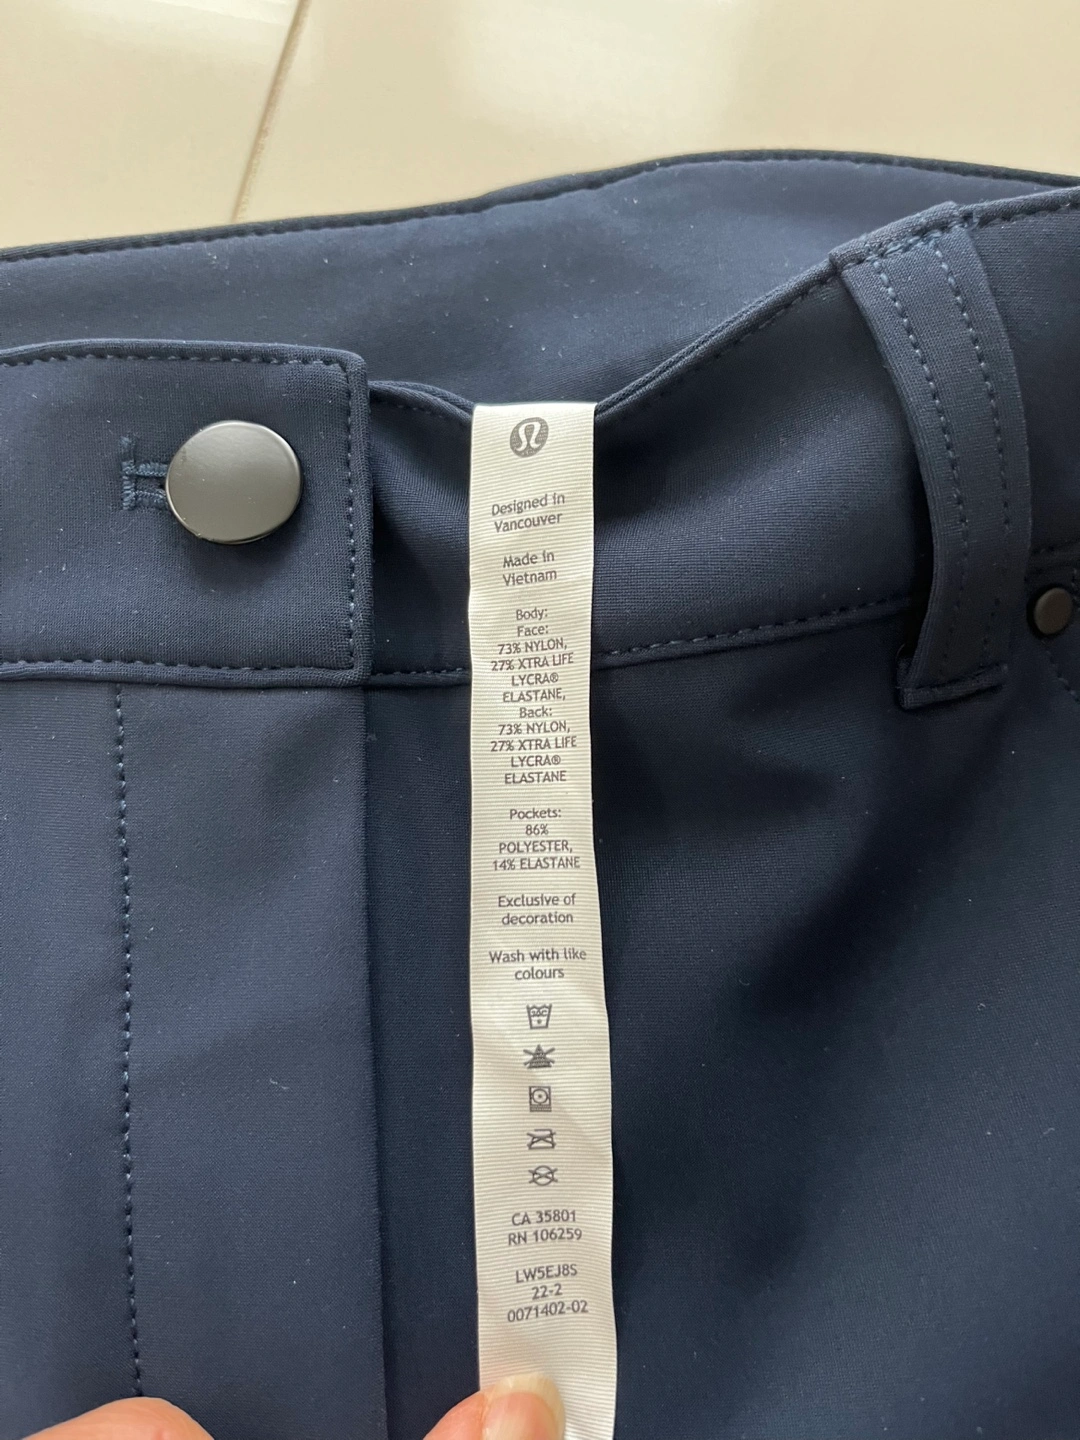 Designed in
Vancouver
Made in
Vietnam
Body:
Face:
73% NYLON,
27% XTRA LIFE
LYCRA®
ELASTANE,
Back:
73% NYLON,
27% XTRA LIFE
LYCRA®
ELASTANE
Pockets:
86%
POLYESTER,
14% ELASTANE
Exclusive of
decoration
Wash with like
colours
30C
CA 35801
RN 106259
LW5EJ8S
22-2
0071402-02